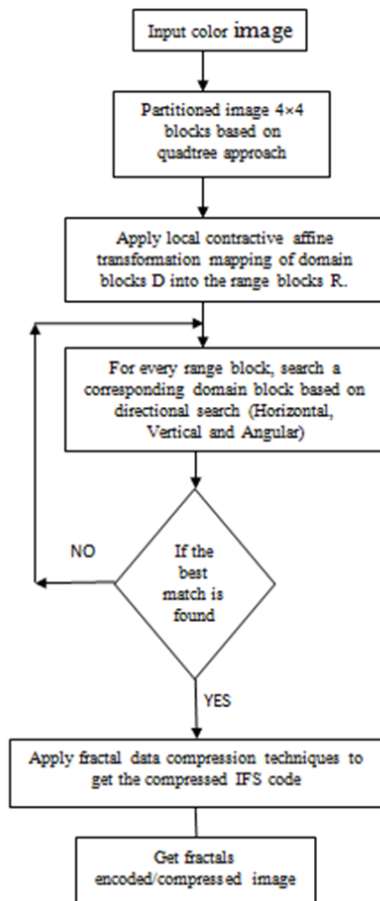 Input color image
Partitioned image 4×4
blocks based on
quadtree approach
Apply local contractive affine
transformation mapping of domain
blocks D into the range blocks R.
For every range block, search a
corresponding domain block based on
directional search (Horizontal,
Vertical and Angular)
NO
If the
best
match is
found
YES
Apply fractal data compression techniques to
get the compressed IFS code
Get fractals
encoded/compressed image